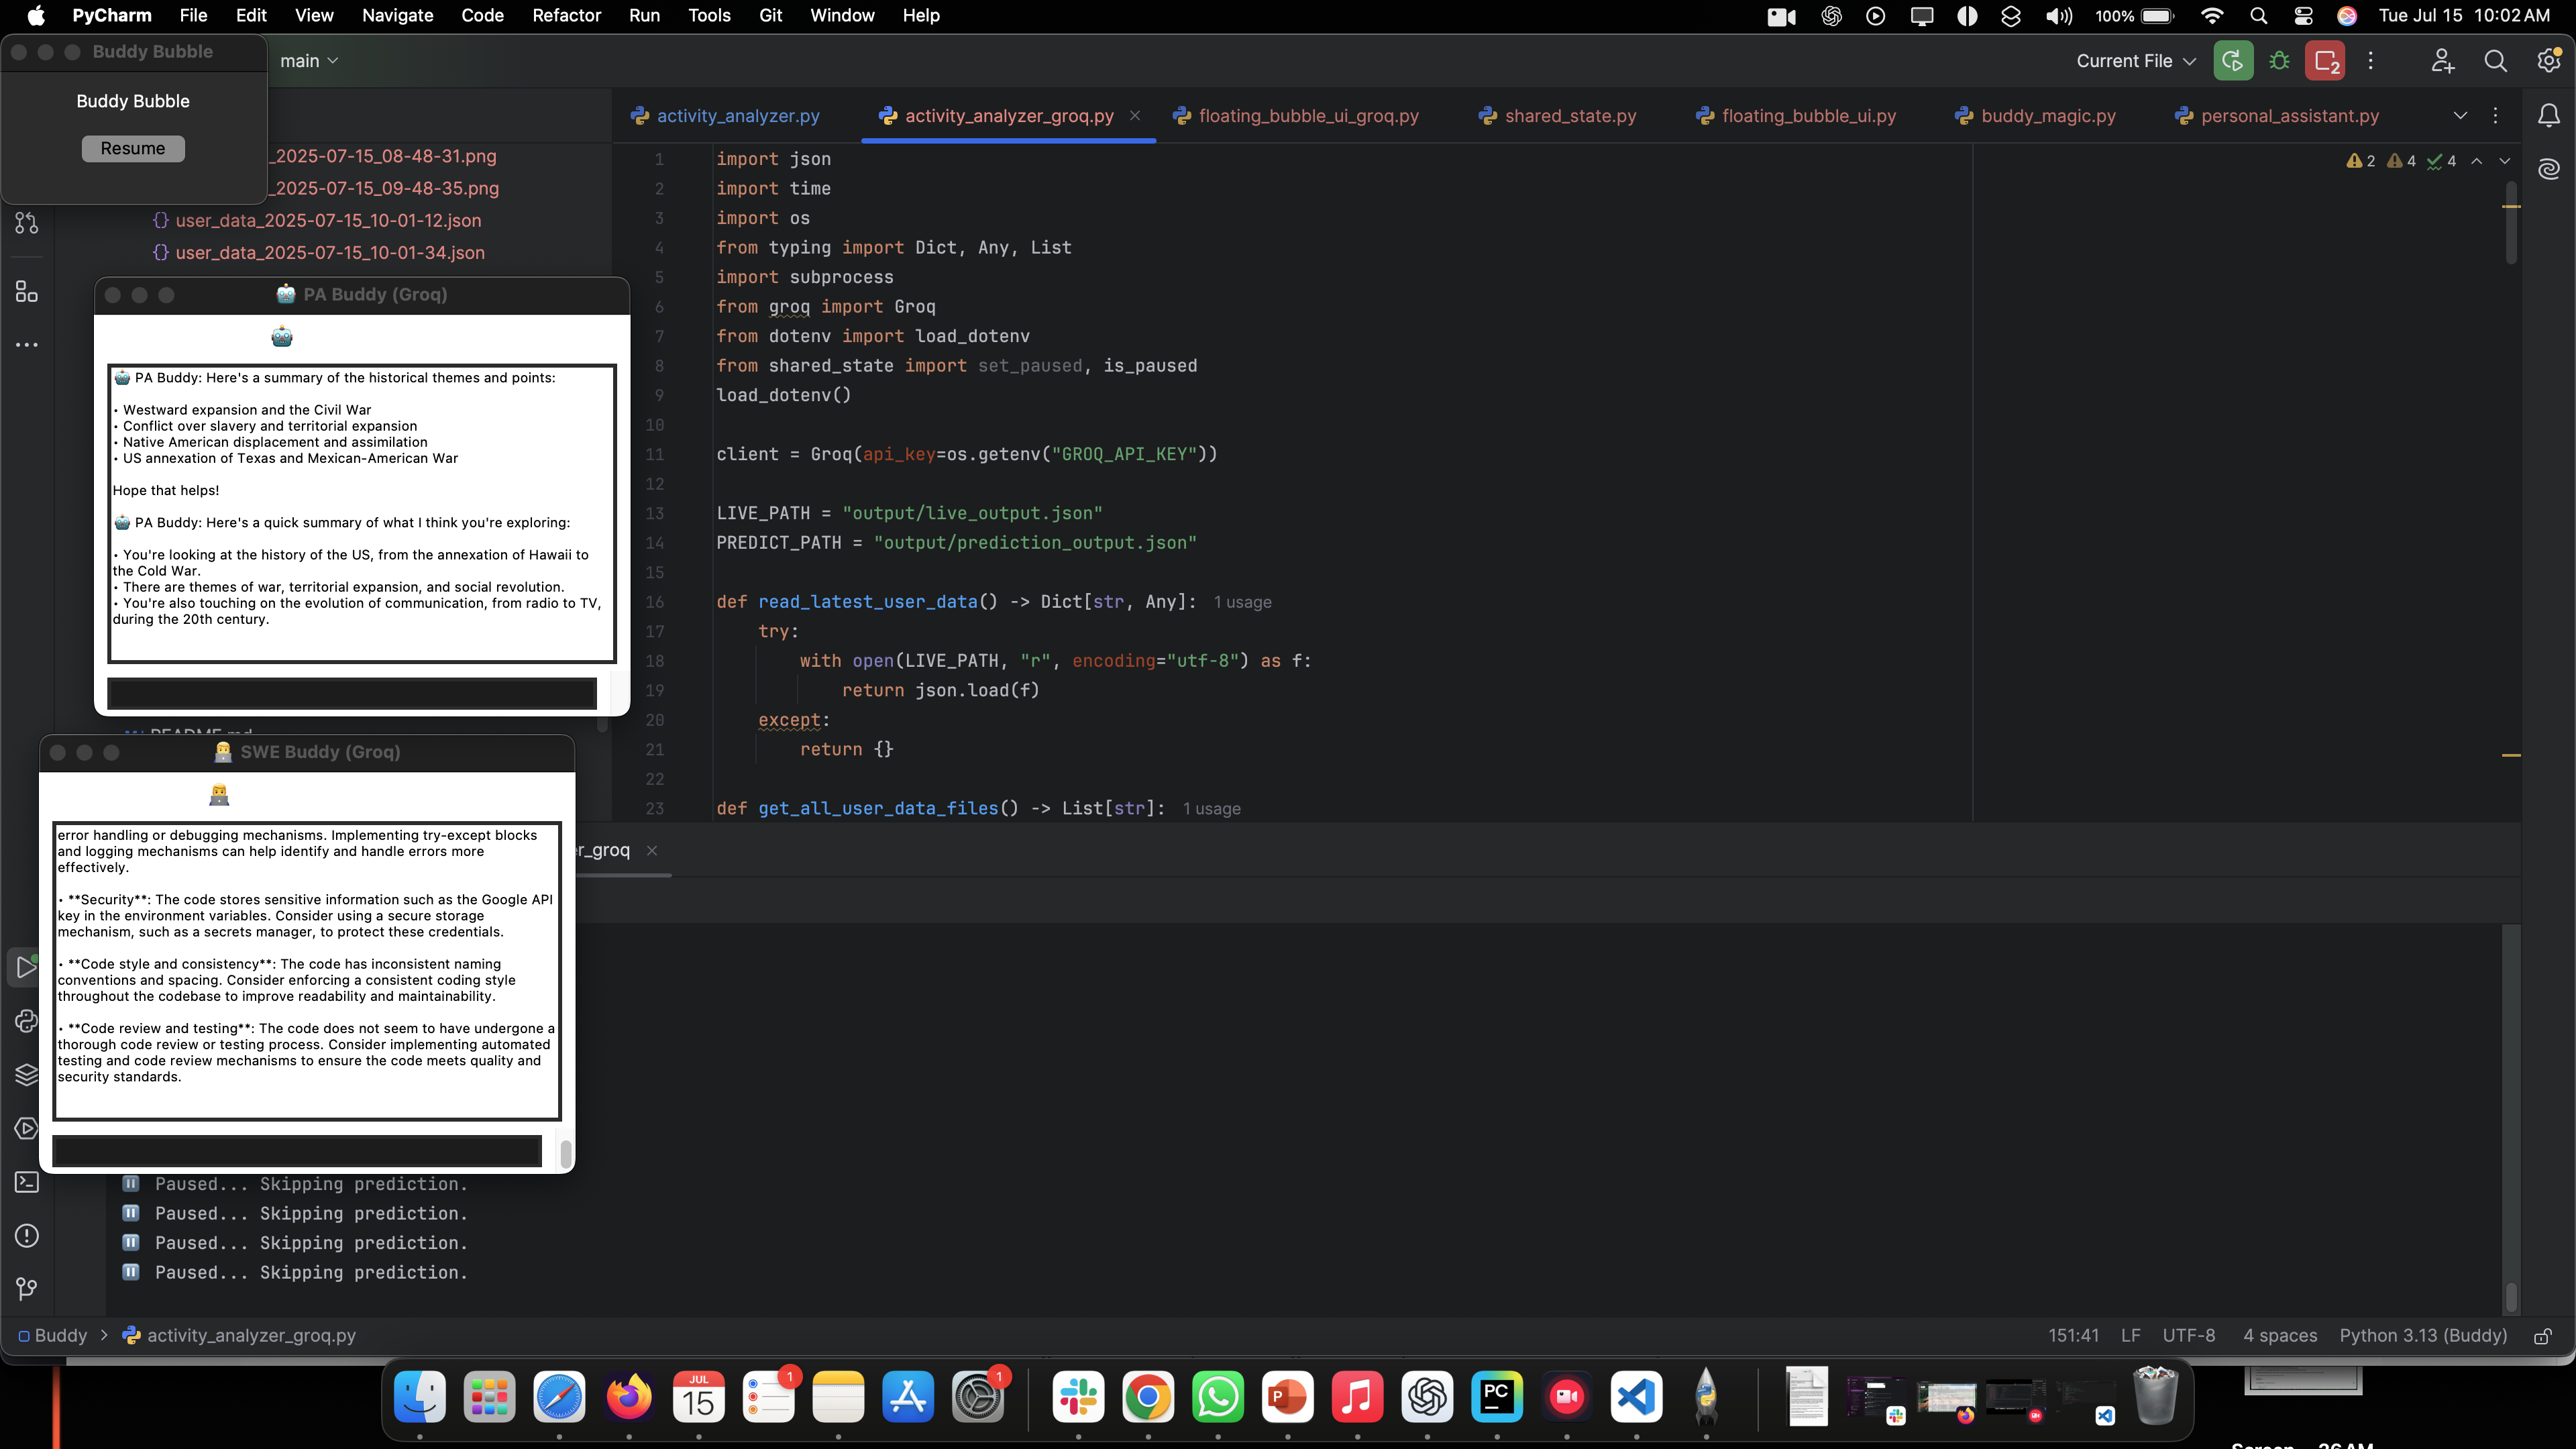 PyCharm File Edit View Navigate Code Refactor Run Tools Git Window Help 100% Tue Jul 15 10:02 AM
Buddy Bubble
main
Current File
2
Buddy Bubble
Resume
_2025-07-15_08-48-31.png
_2025-07-15_09-48-35.png
{} user_data_2025-07-15_10-01-12.json
{} user_data_2025-07-15_10-01-34.json
activity_analyzer.py activity_analyzer_groq.py floating_bubble_ui_groq.py shared_state.py floating_bubble_ui.py buddy_magic.py personal_assistant.py
2 4 4
1 import json
2 import time
3 import os
4 from typing import Dict, Any, List
5 import subprocess
6 from groq import Groq
7 from dotenv import load_dotenv
8 from shared_state import set_paused, is_paused
9 load_dotenv()
10
11 client = Groq(api_key=os.getenv("GROQ_API_KEY"))
12
13 LIVE_PATH = "output/live_output.json"
14 PREDICT_PATH = "output/prediction_output.json"
15
16 def read_latest_user_data() -> Dict[str, Any]: 1 usage
17 try:
18 with open(LIVE_PATH, "r", encoding="utf-8") as f:
19 return json.load(f)
20 except:
21 return {}
22
23 def get_all_user_data_files() -> List[str]: 1 usage
PA Buddy (Groq)
PA Buddy: Here's a summary of the historical themes and points:
• Westward expansion and the Civil War
• Conflict over slavery and territorial expansion
• Native American displacement and assimilation
• US annexation of Texas and Mexican-American War
Hope that helps!
PA Buddy: Here's a quick summary of what I think you're exploring:
• You're looking at the history of the US, from the annexation of Hawaii to
the Cold War.
• There are themes of war, territorial expansion, and social revolution.
• You're also touching on the evolution of communication, from radio to TV,
during the 20th century.
README.md
SWE Buddy (Groq)
error handling or debugging mechanisms. Implementing try-except blocks
and logging mechanisms can help identify and handle errors more
effectively.
• **Security**: The code stores sensitive information such as the Google API
key in the environment variables. Consider using a secure storage
mechanism, such as a secrets manager, to protect these credentials.
• **Code style and consistency**: The code has inconsistent naming
conventions and spacing. Consider enforcing a consistent coding style
throughout the codebase to improve readability and maintainability.
• **Code review and testing**: The code does not seem to have undergone a
thorough code review or testing process. Consider implementing automated
testing and code review mechanisms to ensure the code meets quality and
security standards.
r_groq
Paused... Skipping prediction.
Paused... Skipping prediction.
Paused... Skipping prediction.
Paused... Skipping prediction.
Buddy > activity_analyzer_groq.py
151:41 LF UTF-8 4 spaces Python 3.13 (Buddy)
JUL
15
1
1
P
PC